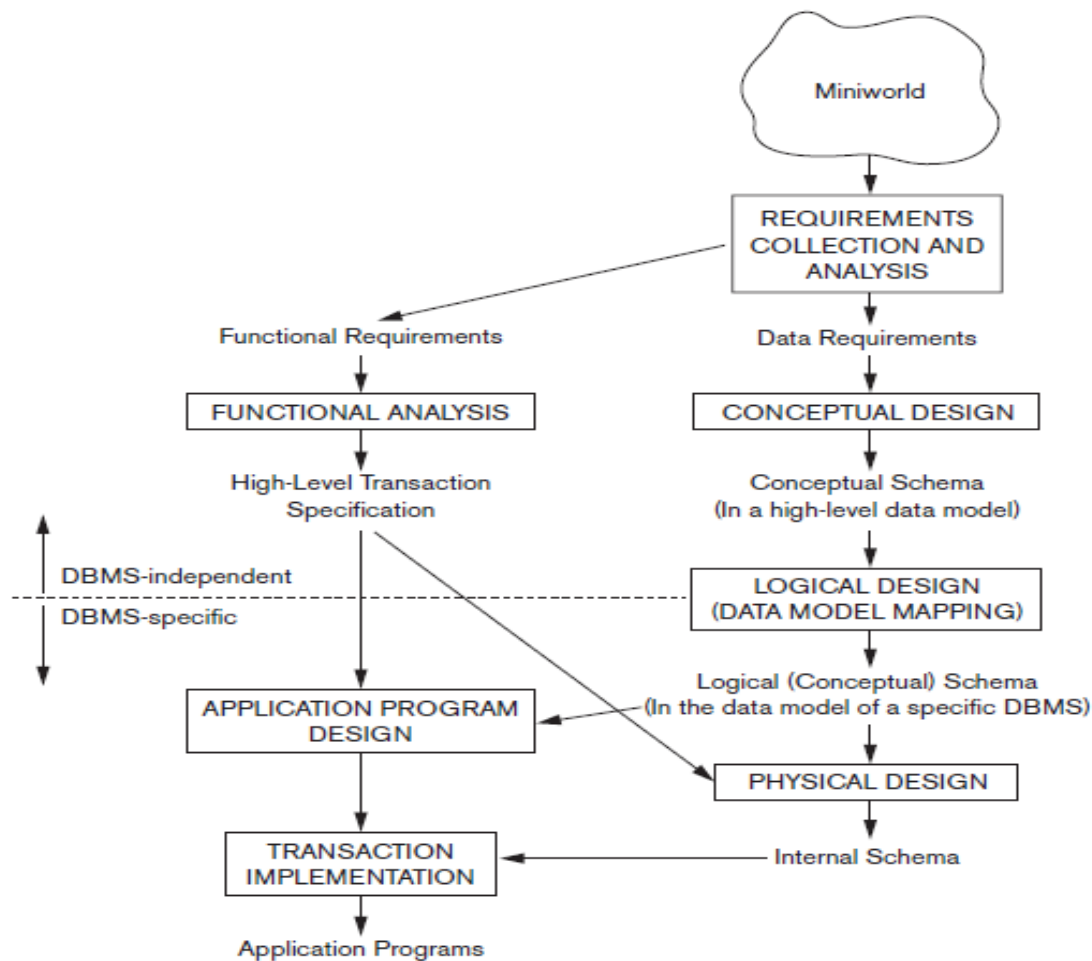 Miniworld
REQUIREMENTS
COLLECTION AND
ANALYSIS
Functional Requirements
Data Requirements
FUNCTIONAL ANALYSIS
CONCEPTUAL DESIGN
High-Level Transaction
Specification
Conceptual Schema
(In a high-level data model)
DBMS-independent
DBMS-specific
LOGICAL DESIGN
(DATA MODEL MAPPING)
Logical (Conceptual) Schema
(In the data model of a specific DBMS)
APPLICATION PROGRAM
DESIGN
PHYSICAL DESIGN
TRANSACTION
IMPLEMENTATION
Internal Schema
Application Programs